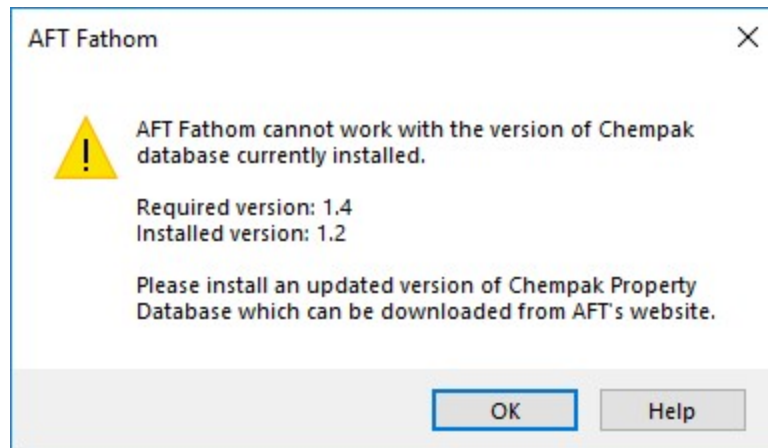 AFT Fathom
AFT Fathom cannot work with the version of Chempak
database currently installed.
Required version: 1.4
Installed version: 1.2
Please install an updated version of Chempak Property
Database which can be downloaded from AFT's website.
OK
Help